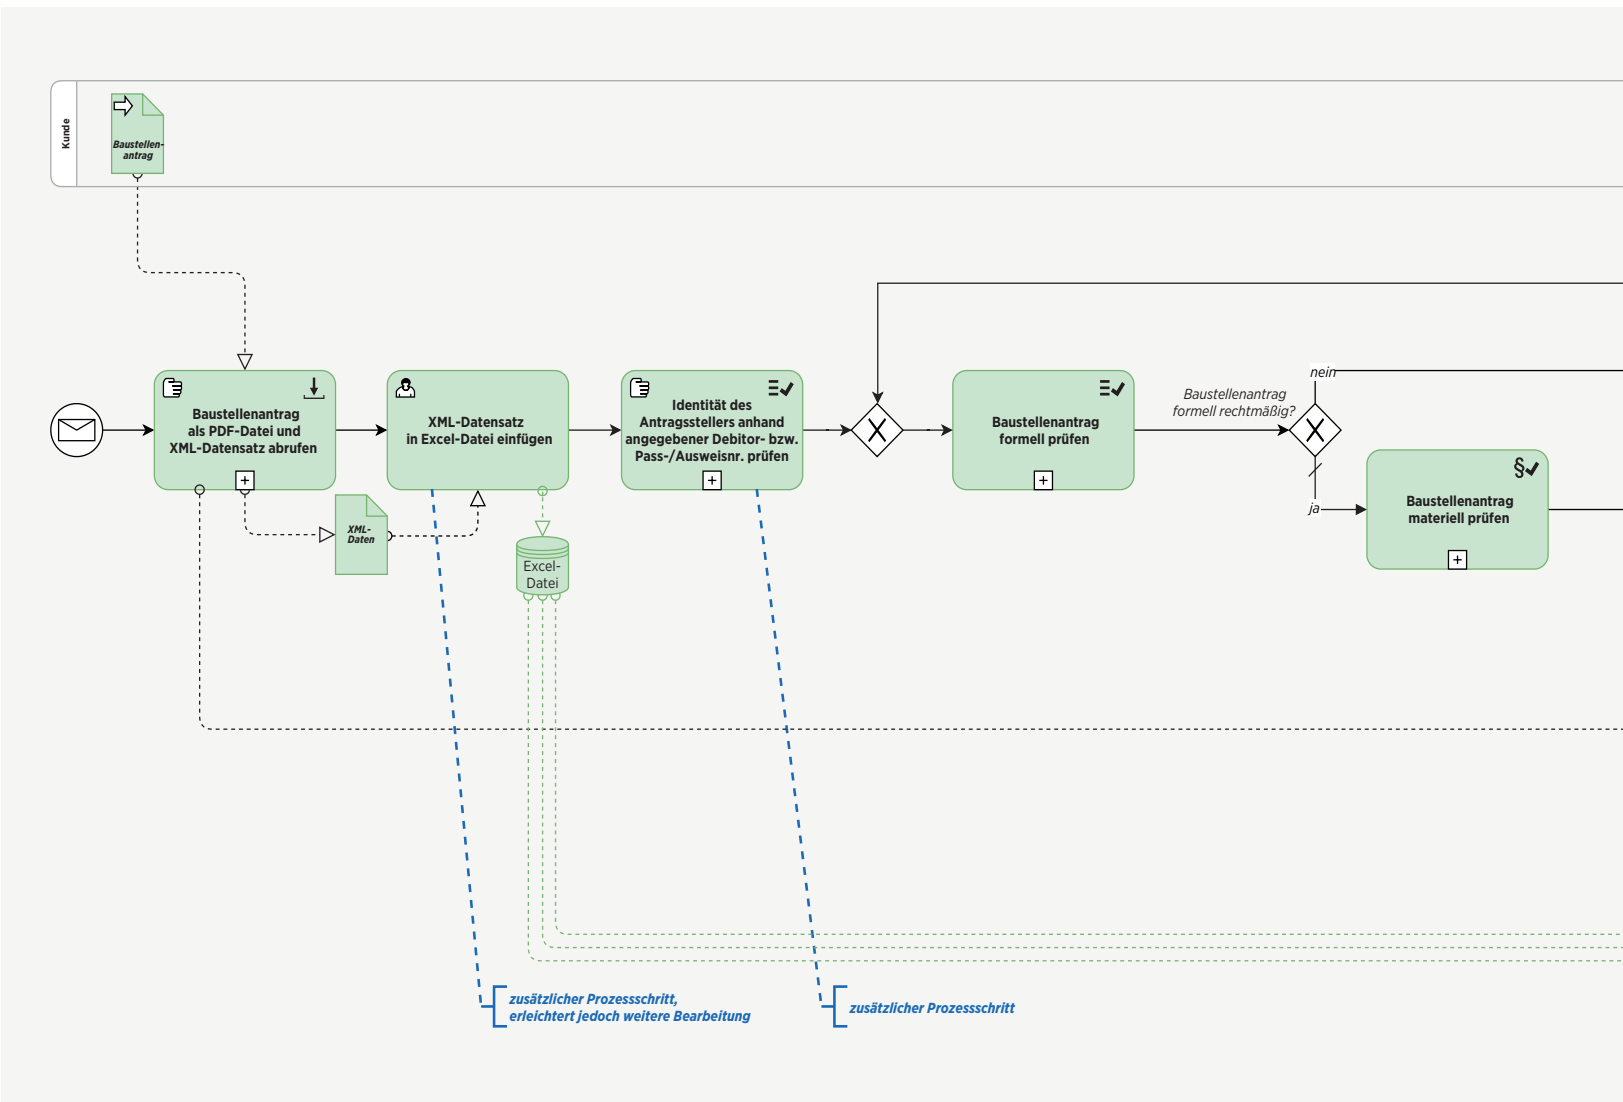 Kunde
Baustellen-
antrag
Baustellenantrag
als PDF-Datei und
XML-Datensatz abrufen
XML-Datensatz
in Excel-Datei einfügen
Identität des
Antragsstellers anhand
angegebener Debitor- bzw.
Pass-/Ausweisnr. prüfen
Baustellenantrag
formell prüfen
Baustellenantrag
formell rechtmäßig?
nein
ja
§
Baustellenantrag
materiell prüfen
XML-
Daten
Excel-
Datei
zusätzlicher Prozessschritt,
erleichtert jedoch weitere Bearbeitung
zusätzlicher Prozessschritt